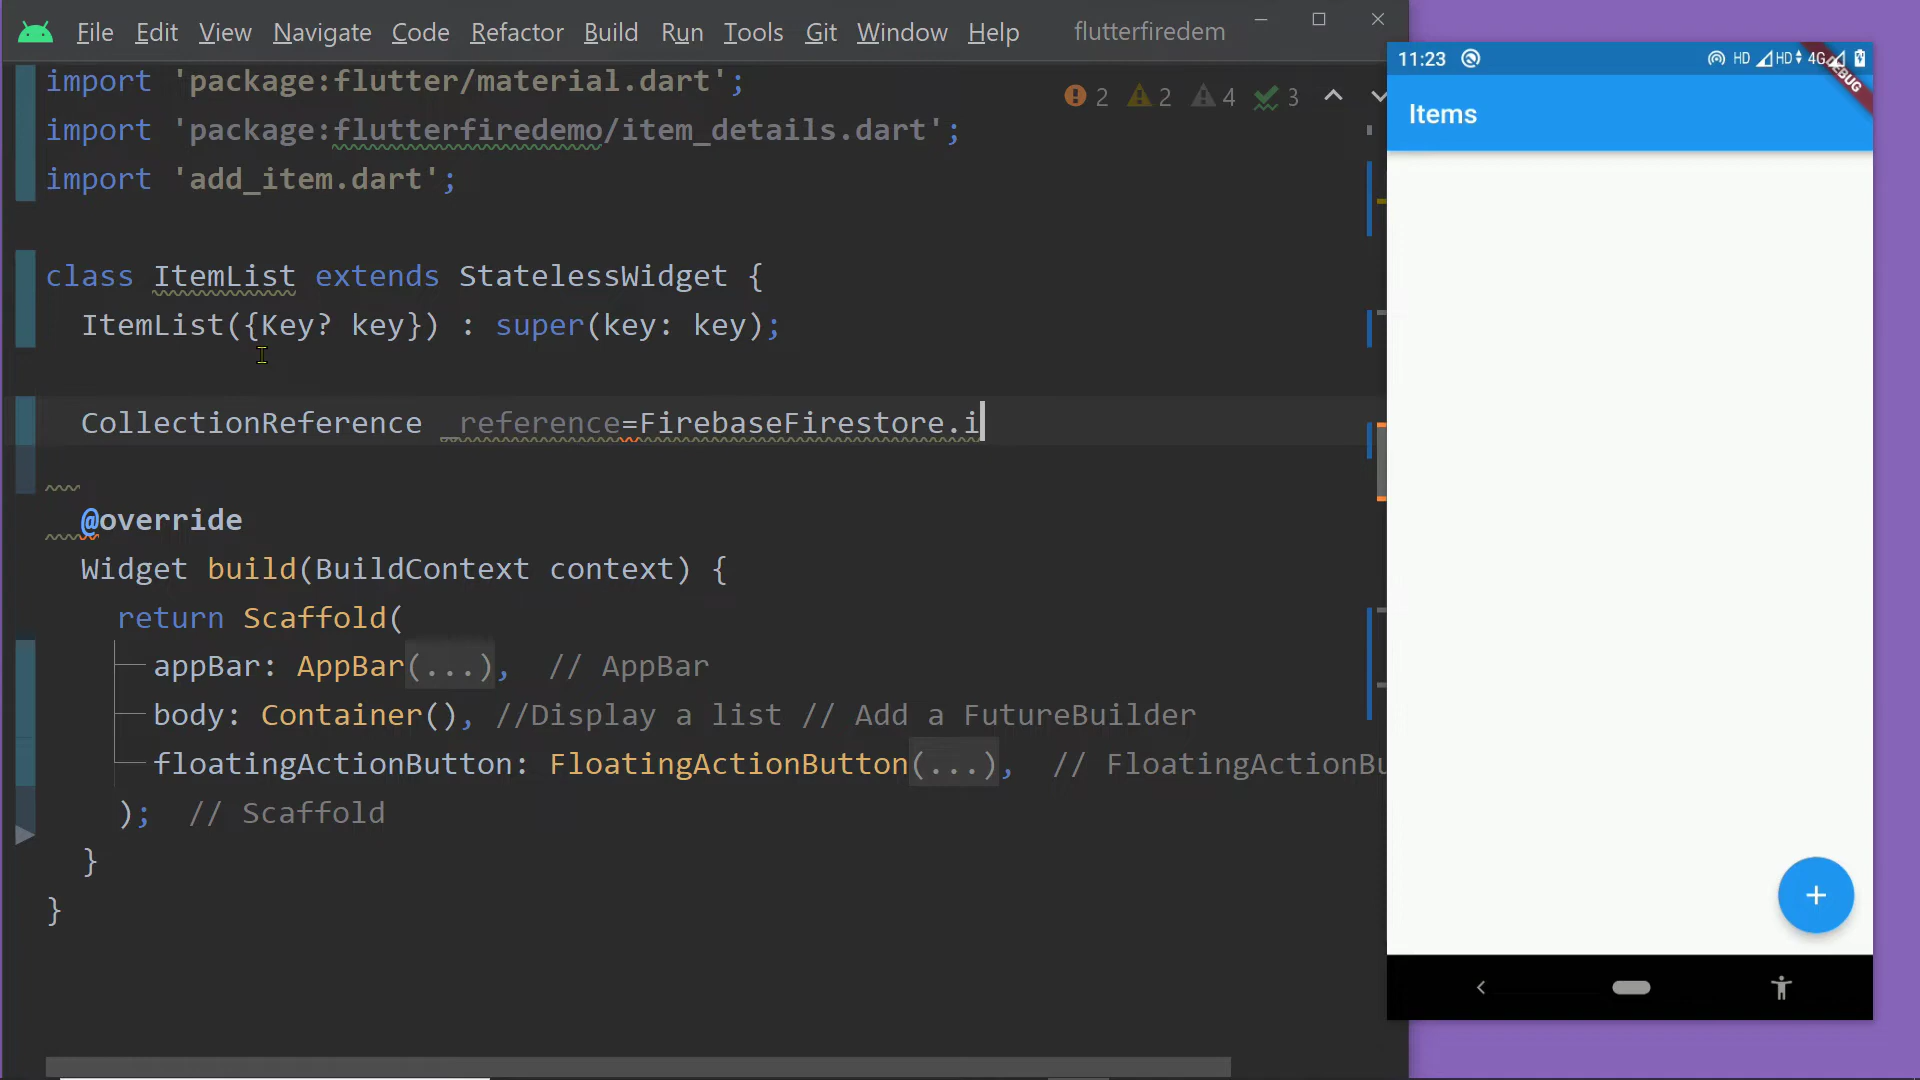 File Edit View Navigate Code Refactor Build Run Tools Git Window Help flutterfiredem
import 'package:flutter/material.dart';
import 'package:flutterfiredemo/item_details.dart';
import 'add_item.dart';
2 2 4 3
class ItemList extends StatelessWidget {
ItemList({Key? key}) : super(key: key);
CollectionReference _reference=FirebaseFirestore.i
@override
Widget build(BuildContext context) {
return Scaffold(
appBar: AppBar(...), // AppBar
body: Container(), //Display a list // Add a FutureBuilder
floatingActionButton: FloatingActionButton(...), // FloatingActionBu
); // Scaffold
}
}
11:23 HD HD 4G
DEBUG
Items
+